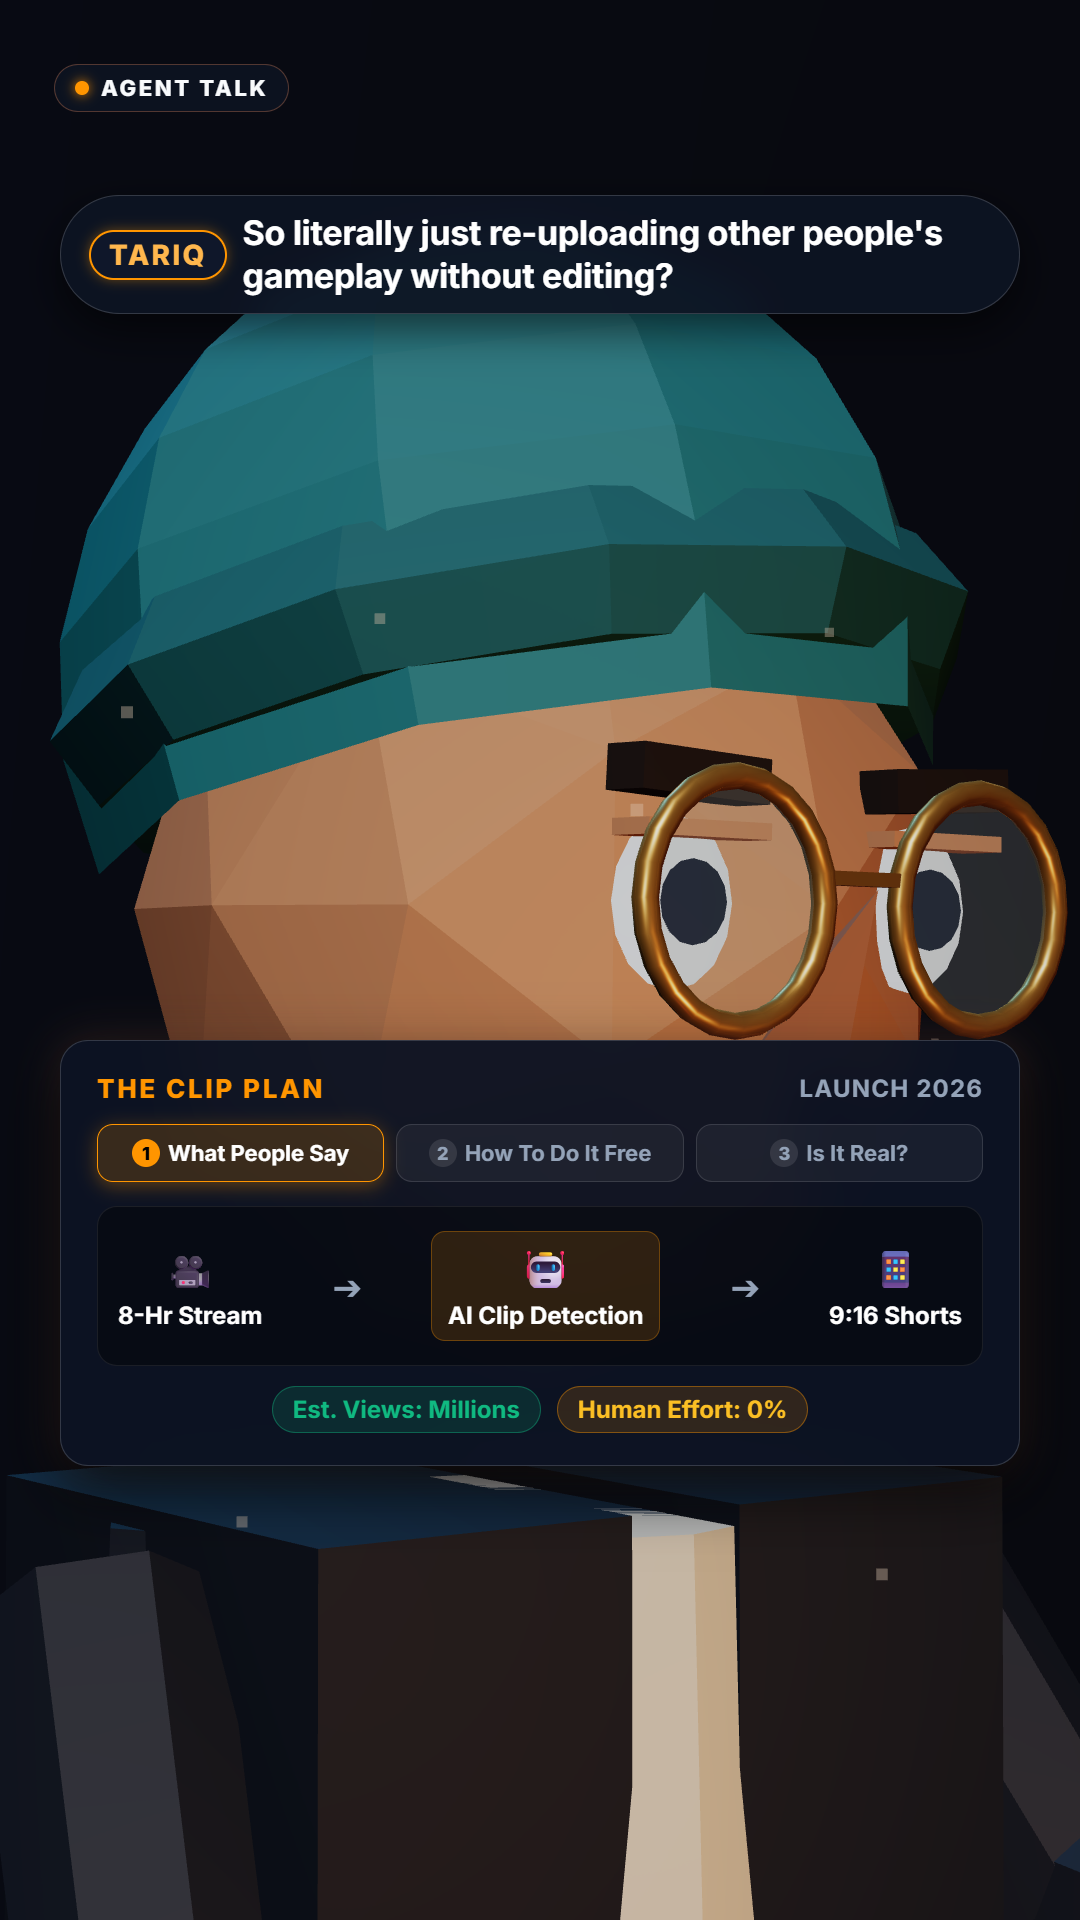 AGENT TALK
TARIQ
So literally just re-uploading other people's
gameplay without editing?
THE CLIP PLAN
LAUNCH 2026
1 What People Say
2 How To Do It Free
3 Is It Real?
8-Hr Stream
➔
AI Clip Detection
➔
9:16 Shorts
Est. Views: Millions
Human Effort: 0%